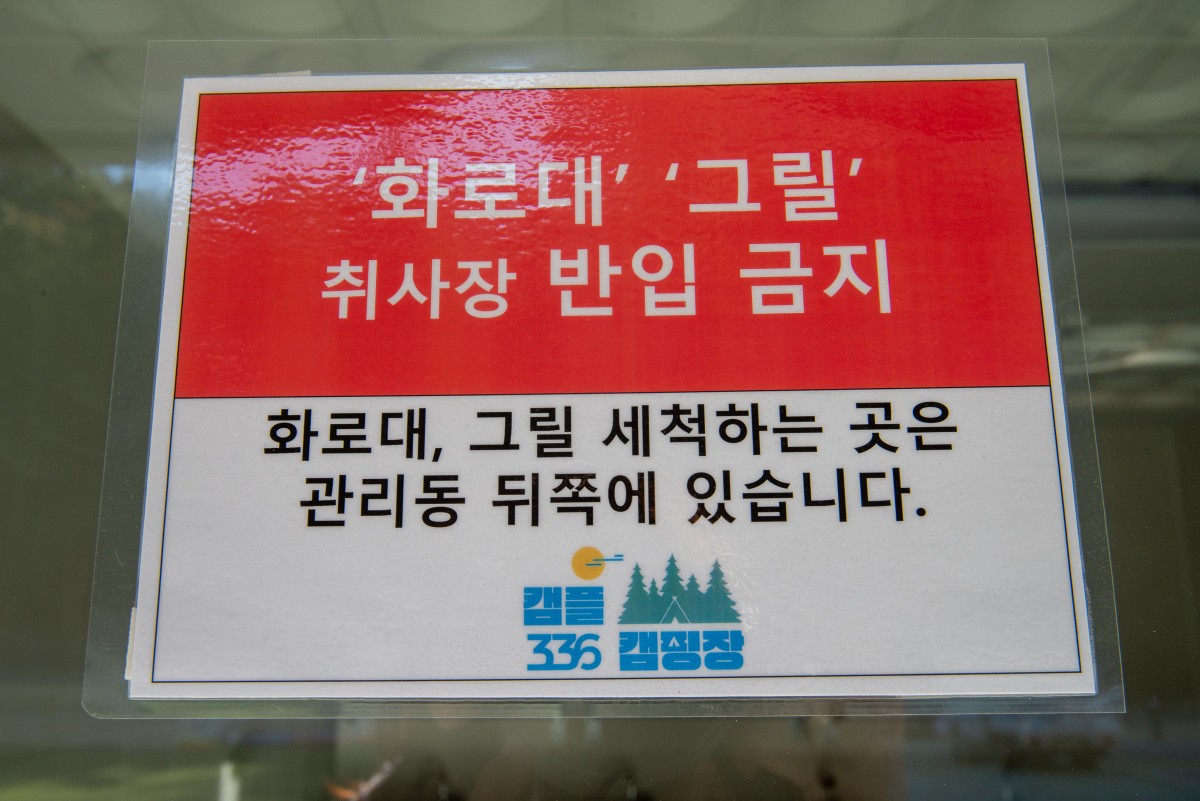 ‘화로대’ ‘그릴’
취사장 반입 금지
화로대, 그릴 세척하는 곳은
관리동 뒤쪽에 있습니다.
캠플
336 캠핑장